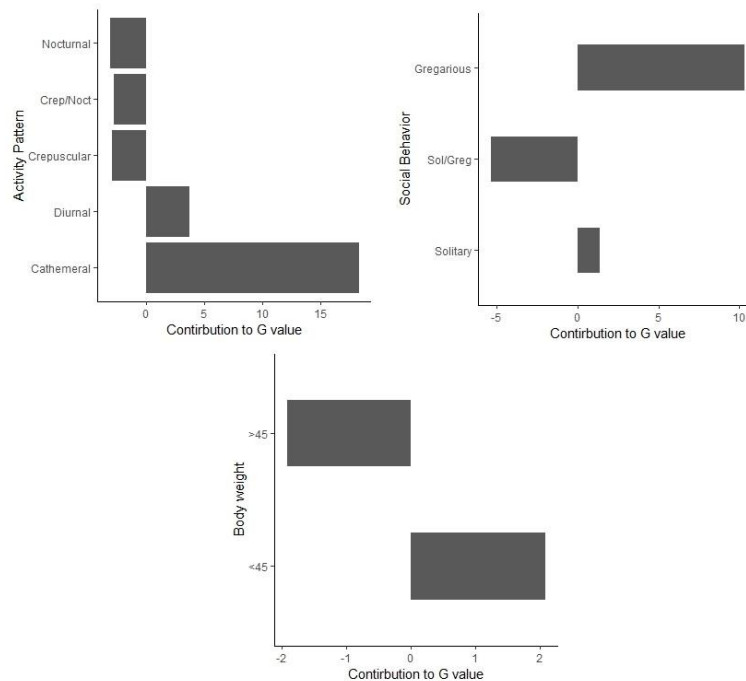 Activity Pattern
Nocturnal
Crep/Noct
Crepuscular
Diurnal
Cathemeral
0 5 10 15
Contirbution to G value
Social Behavior
Gregarious
Sol/Greg
Solitary
-5 0 5 10
Contirbution to G value
Body weight
>45
<45
-2 -1 0 1 2
Contirbution to G value